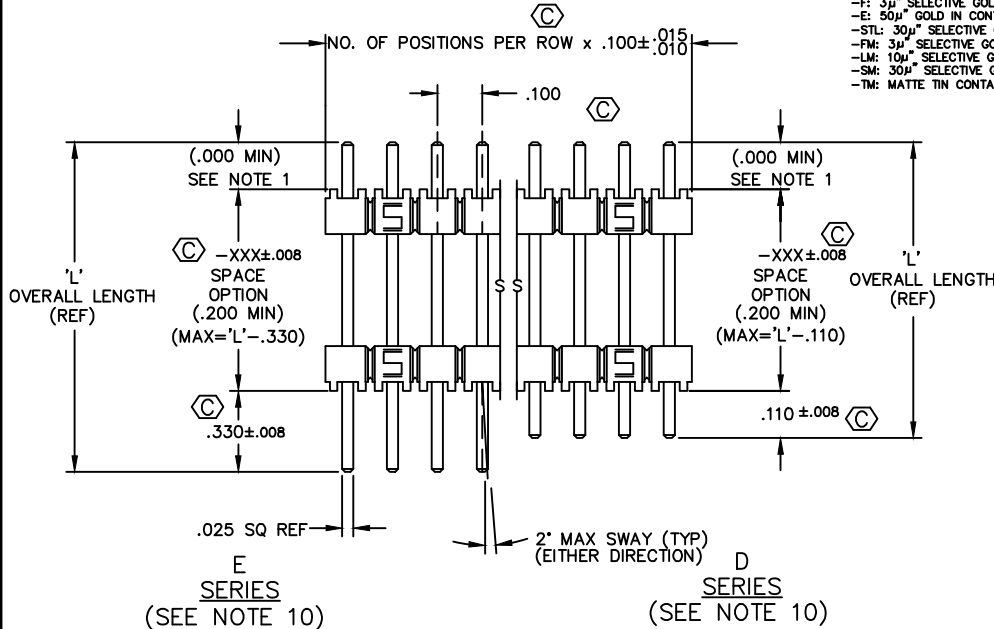 -F: 3µ" SELECTIVE GOL
-E: 50µ" GOLD IN CONT
-STL: 30µ" SELECTIVE
-FM: 3µ" SELECTIVE GO
-LM: 10µ" SELECTIVE G
-SM: 30µ" SELECTIVE G
-TM: MATTE TIN CONTA
C
NO. OF POSITIONS PER ROW x .100± .015 .010
.100
C
(.000 MIN)
SEE NOTE 1
(.000 MIN)
SEE NOTE 1
'L'
OVERALL LENGTH
(REF)
C -XXX±.008
SPACE
OPTION
(.200 MIN)
(MAX='L'-.330)
S S
C
-XXX±.008
SPACE
OPTION
(.200 MIN)
(MAX='L'-.110)
'L'
OVERALL LENGTH
(REF)
S S
S S
C
.330±.008
.110 ±.008 C
.025 SQ REF
2° MAX SWAY (TYP)
(EITHER DIRECTION)
E
SERIES
(SEE NOTE 10)
D
SERIES
(SEE NOTE 10)